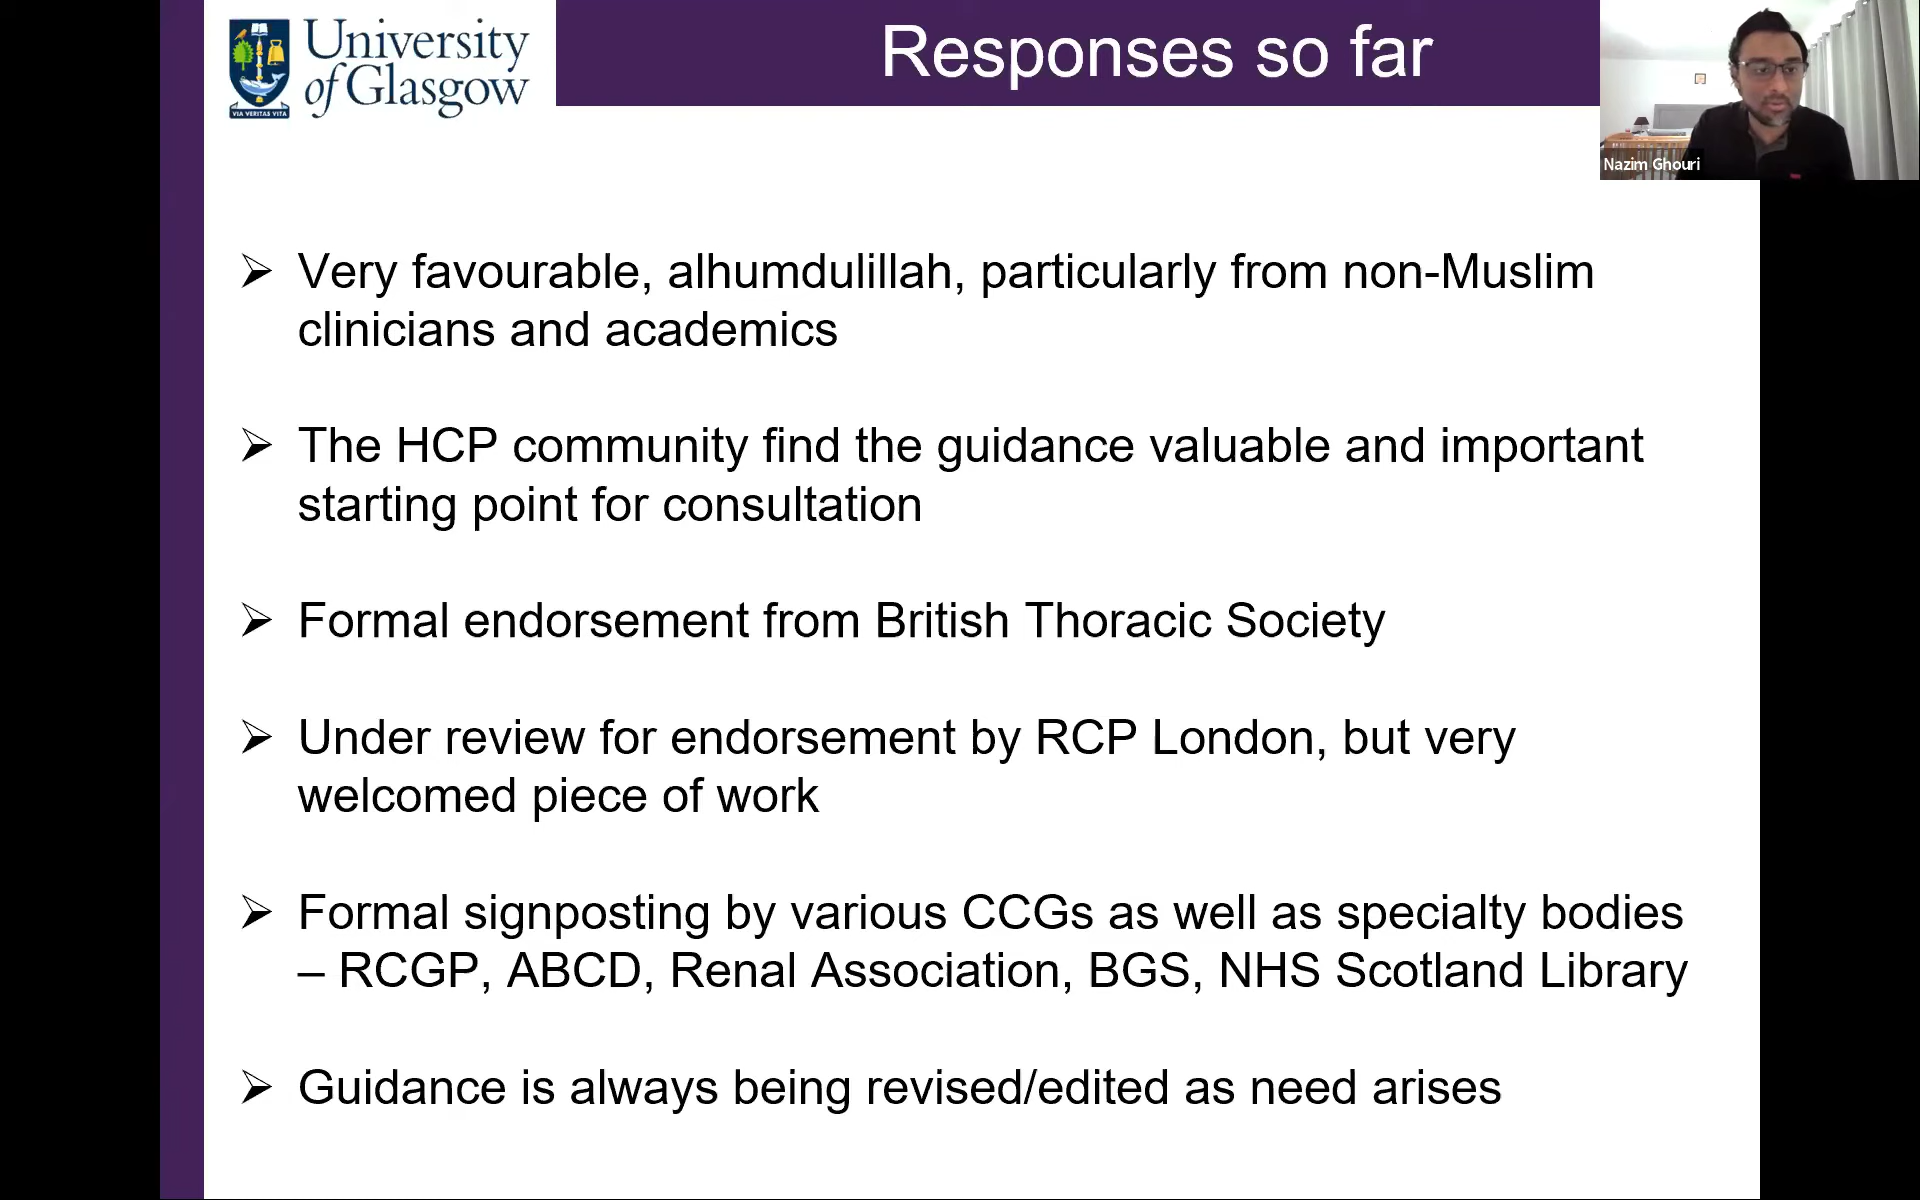 University
of Glasgow
VIA VERITAS VITA
Responses so far
Nazim Ghouri
Very favourable, alhumdulillah, particularly from non-Muslim
clinicians and academics
The HCP community find the guidance valuable and important
starting point for consultation
Formal endorsement from British Thoracic Society
Under review for endorsement by RCP London, but very
welcomed piece of work
Formal signposting by various CCGs as well as specialty bodies
– RCGP, ABCD, Renal Association, BGS, NHS Scotland Library
Guidance is always being revised/edited as need arises